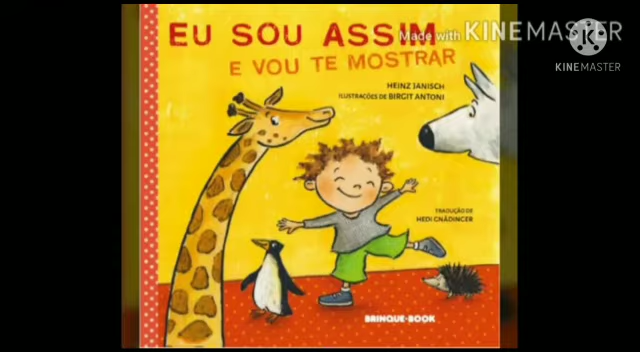 EU SOU ASSIM
E VOU TE MOSTRAR
HEINZ JANISCH
ILUSTRAÇÕES DE BIRGIT ANTONI
TRADUÇÃO DE
HEDI GNÄDINGER
BRINQUE-BOOK
Made with KINEMASTER
KINEMASTER